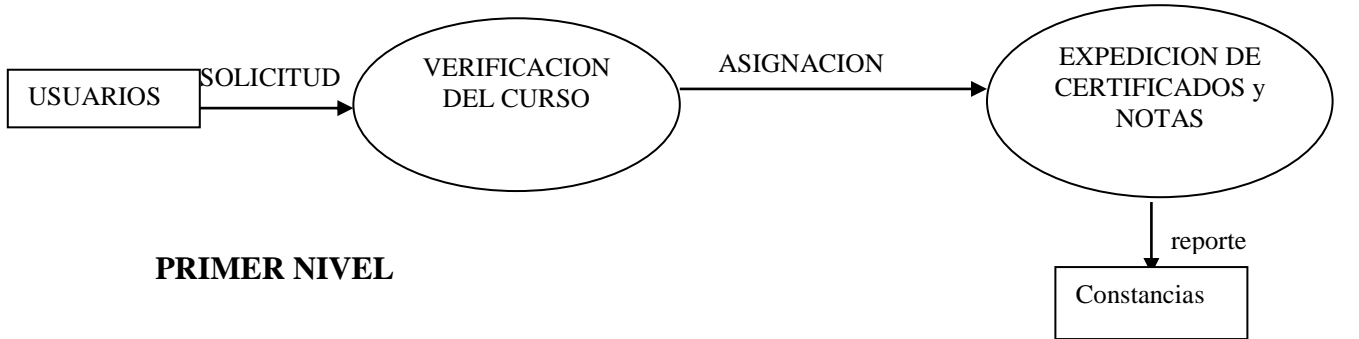 USUARIOS
SOLICITUD
VERIFICACION
DEL CURSO
ASIGNACION
EXPEDICION DE
CERTIFICADOS y
NOTAS
reporte
Constancias
PRIMER NIVEL